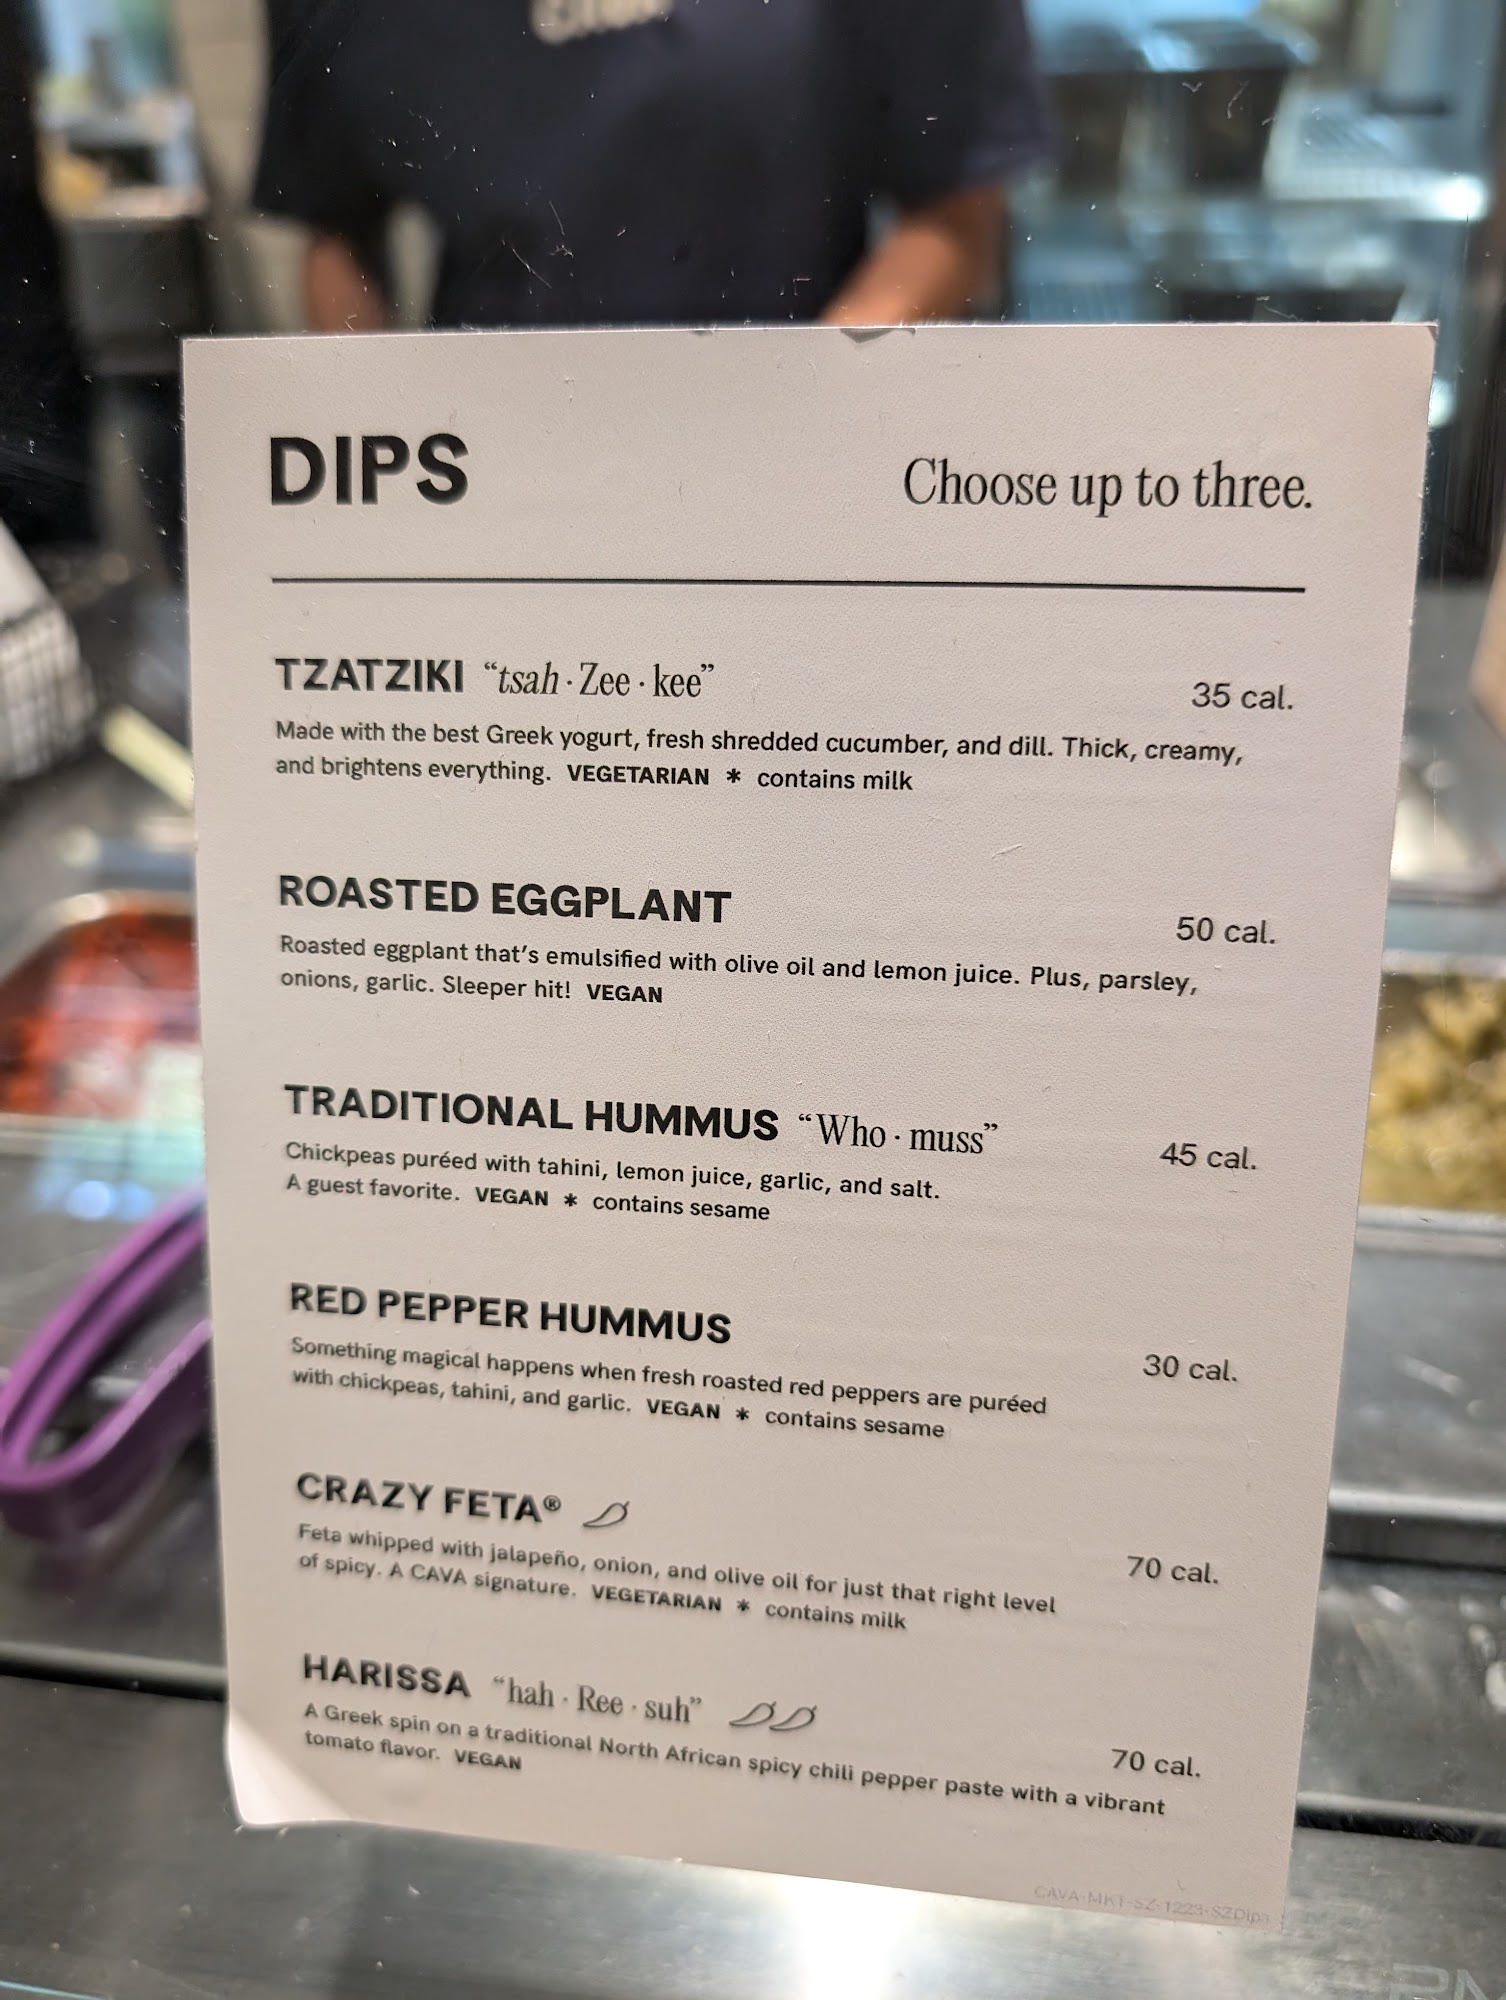 DIPS
Choose up to three.
TZATZIKI “tsah · Zee · kee”
35 cal.
Made with the best Greek yogurt, fresh shredded cucumber, and dill. Thick, creamy,
and brightens everything. VEGETARIAN * contains milk
ROASTED EGGPLANT
50 cal.
Roasted eggplant that’s emulsified with olive oil and lemon juice. Plus, parsley,
onions, garlic. Sleeper hit! VEGAN
TRADITIONAL HUMMUS “Who · muss”
45 cal.
Chickpeas puréed with tahini, lemon juice, garlic, and salt.
A guest favorite. VEGAN * contains sesame
RED PEPPER HUMMUS
30 cal.
Something magical happens when fresh roasted red peppers are puréed
with chickpeas, tahini, and garlic. VEGAN * contains sesame
CRAZY FETA®
70 cal.
Feta whipped with jalapeño, onion, and olive oil for just that right level
of spicy. A CAVA signature. VEGETARIAN * contains milk
HARISSA “hah · Ree · suh”
70 cal.
A Greek spin on a traditional North African spicy chili pepper paste with a vibrant
tomato flavor. VEGAN
CAVA-MKT-SZ-1223-SZDips